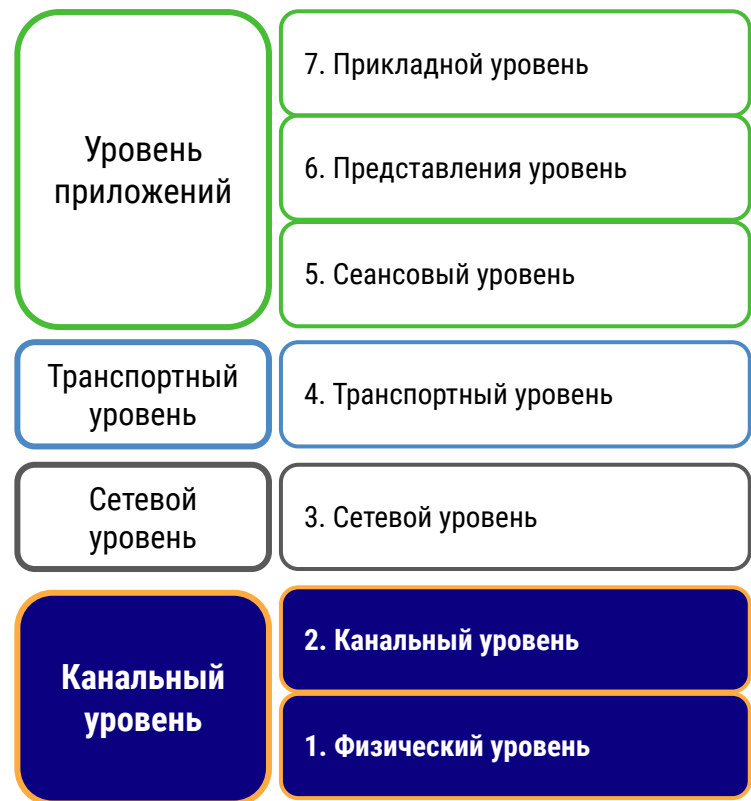 Уровень
приложений
7. Прикладной уровень
6. Представления уровень
5. Сеансовый уровень
Транспортный
уровень
4. Транспортный уровень
Сетевой
уровень
3. Сетевой уровень
Канальный
уровень
2. Канальный уровень
1. Физический уровень